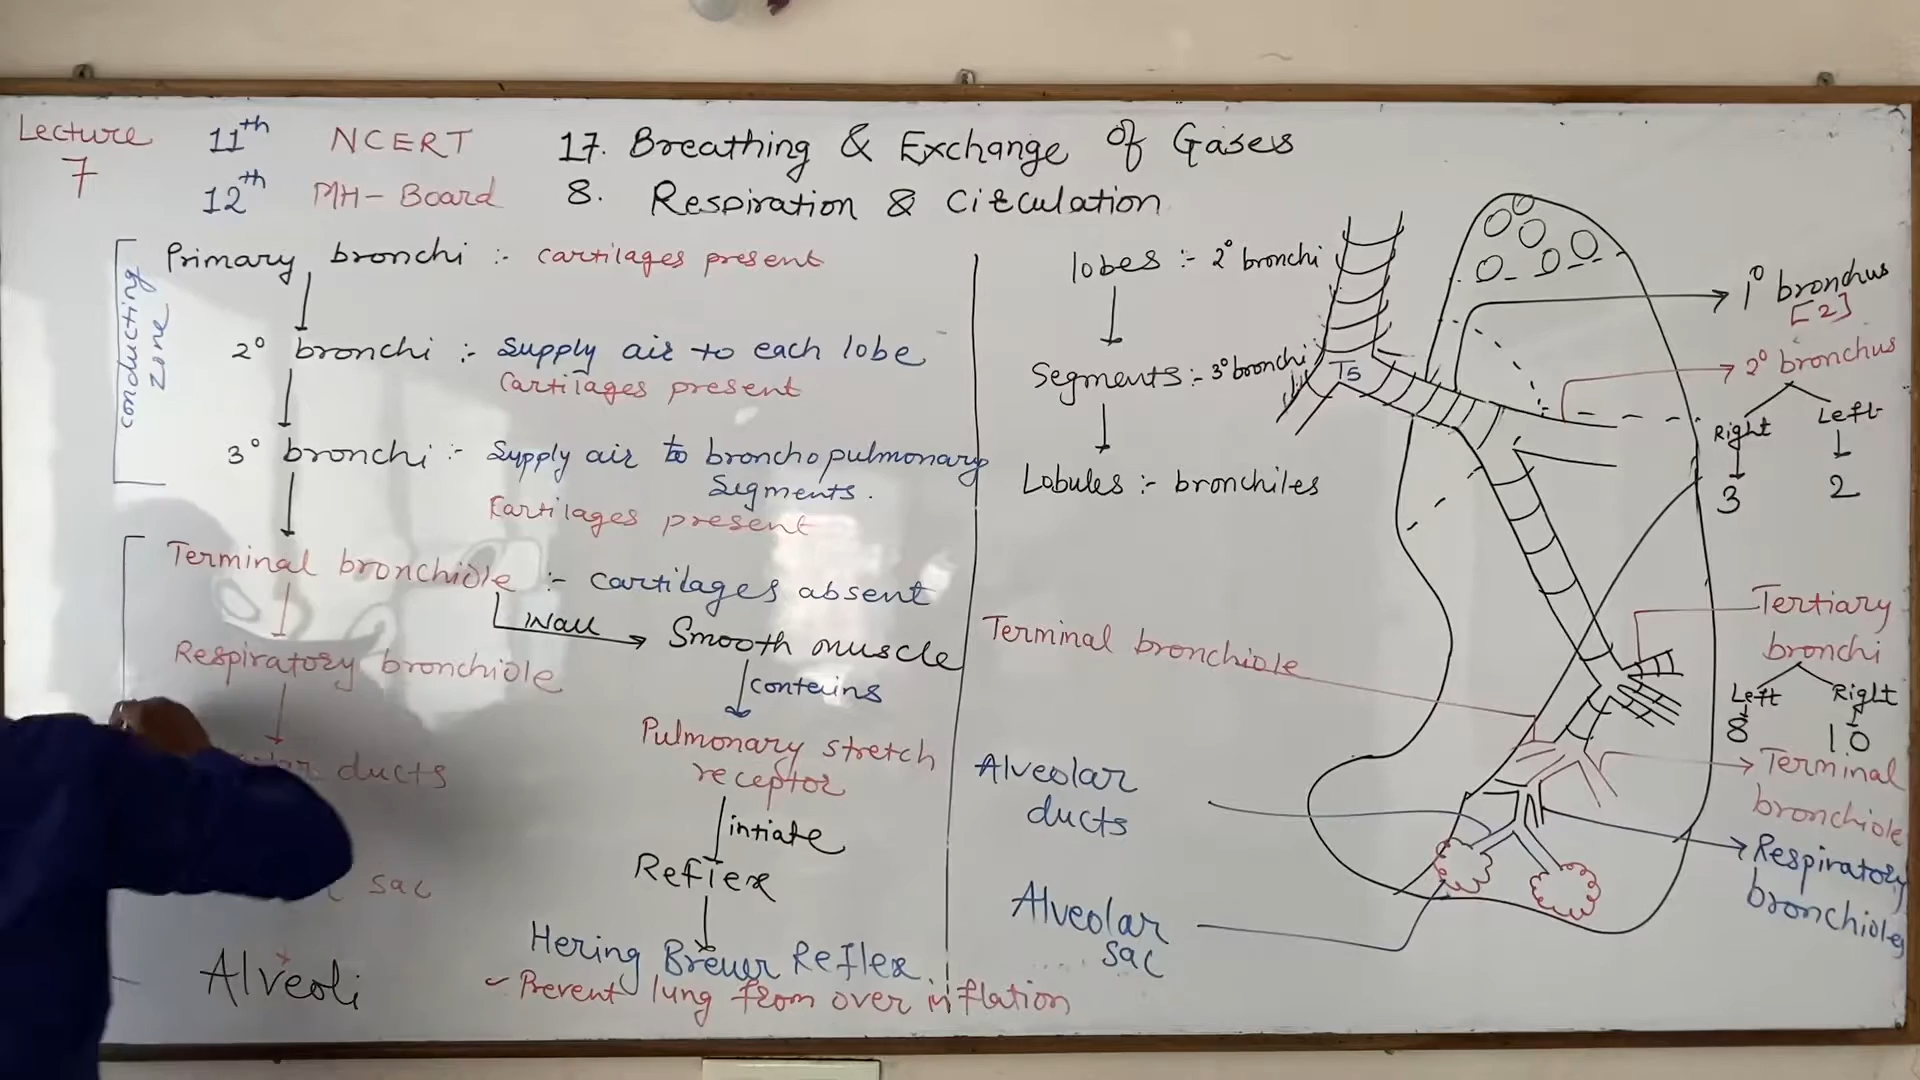 Lecture 7
11th NCERT 17. Breathing & Exchange of Gases
12th MH-Board 8. Respiration & Circulation
conducting zone
Primary bronchi :- cartilages present
2° bronchi :- Supply air to each lobe
Cartilages present
3° bronchi :- Supply air to bronchopulmonary
Segments.
Cartilages present
Terminal bronchiole :- cartilages absent
in wall Smooth muscle
Respiratory bronchiole
contains
Pulmonary stretch
receptor
ducts
intiate
Reflex
sac
Hering Breuer Reflex
Prevent lung from over inflation
Alveoli
lobes :- 2° bronchi
Segments :- 3° bronchi
Lobules :- bronchiles
T5
1° bronchus
[2]
2° bronchus
Right Left
3 2
Terminal bronchiole
Alveolar
ducts
Alveolar
sac
Tertiary
bronchi
Left Right
8 10
Terminal
bronchiole
Respiratory
bronchioles